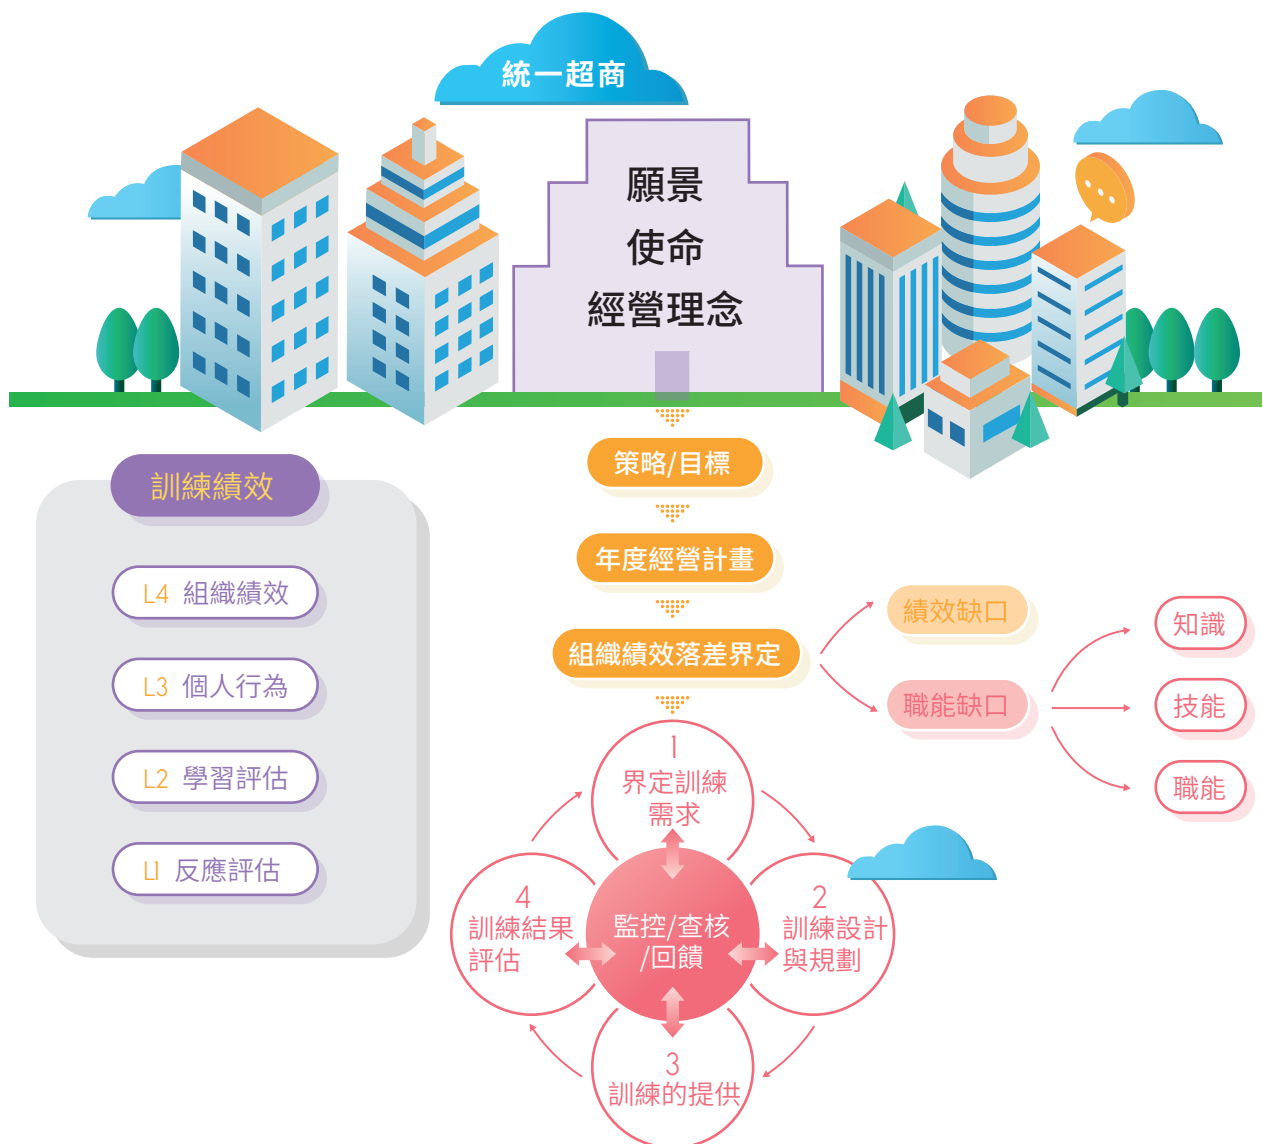 統一超商
願景
使命
經營理念
策略/目標
年度經營計畫
組織績效落差界定
績效缺口
職能缺口
知識
技能
職能
訓練績效
L4 組織績效
L3 個人行為
L2 學習評估
L1 反應評估
1
界定訓練
需求
2
訓練設計
與規劃
3
訓練的提供
4
訓練結果
評估
監控/查核
/回饋